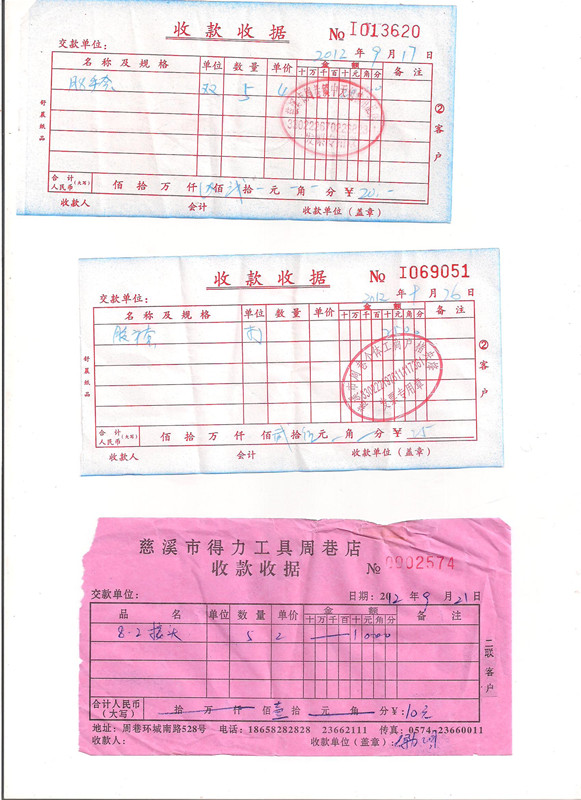 收款收据 No I013620
交款单位: 2012 年 9 月 17 日
名称及规格 单位 数量 单价 金额 备注
十万千百十元角分
双 5 4
舒晨纸品
②客户
合计人民币(大写) 佰 拾 万 仟 佰 贰拾 元 角 分 ¥ 20.-
收款人 会计 收款单位(盖章)
收款收据 No I069051
交款单位: 2012 年 十 月 26 日
名称及规格 单位 数量 单价 金额 备注
十万千百十元角分
2500
发票专用章
舒晨纸品
②客户
合计人民币(大写) 佰 拾 万 仟 佰 贰拾伍元 角 分 ¥ 25
收款人 会计 收款单位(盖章)
慈溪市得力工具周巷店
收款收据 No 0902574
交款单位: 日期: 2012 年 9 月 21 日
品名 单位 数量 单价 金额 备注
十万千百十元角分
8-2 接头 5 2 1000
二联客户
合计人民币(大写) 拾 万 仟 佰 壹拾 元 角 分¥: 10元
地址: 周巷环城南路528号 电话: 18658282828 23662111 传真: 0574-23660011
收款人: 收款单位(盖章):